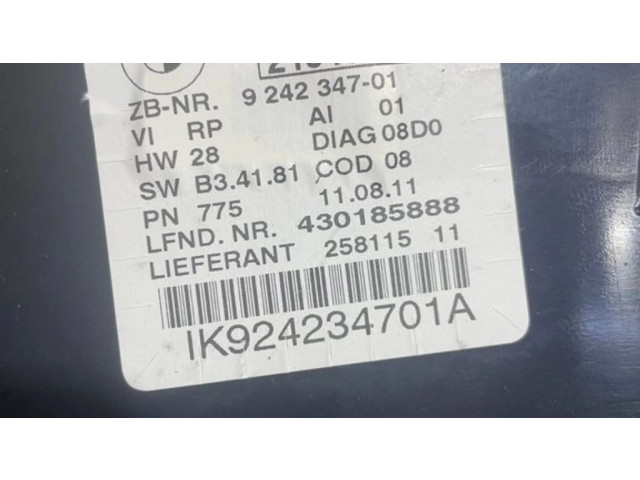 ZB-NR. 9 242 347-01
VI RP AI 01
HW 28 DIAG 08D0
SW B3.41.81 COD 08
PN 775 11.08.11
LFND. NR. 430185888
LIEFERANT 258115 11
IK924234701A